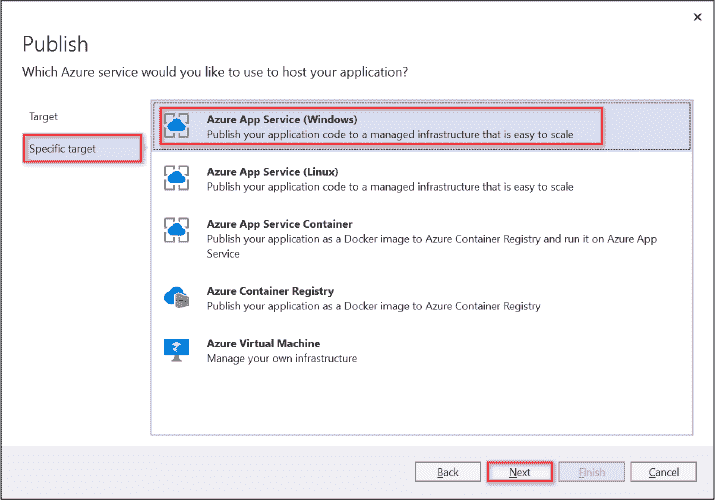 Publish
Which Azure service would you like to use to host your application?
Target
Specific target
Azure App Service (Windows)
Publish your application code to a managed infrastructure that is easy to scale
Azure App Service (Linux)
Publish your application code to a managed infrastructure that is easy to scale
Azure App Service Container
Publish your application as a Docker image to Azure Container Registry and run it on Azure App
Service
Azure Container Registry
Publish your application as a Docker image to Azure Container Registry
Azure Virtual Machine
Manage your own infrastructure
Back
Next
Finish
Cancel